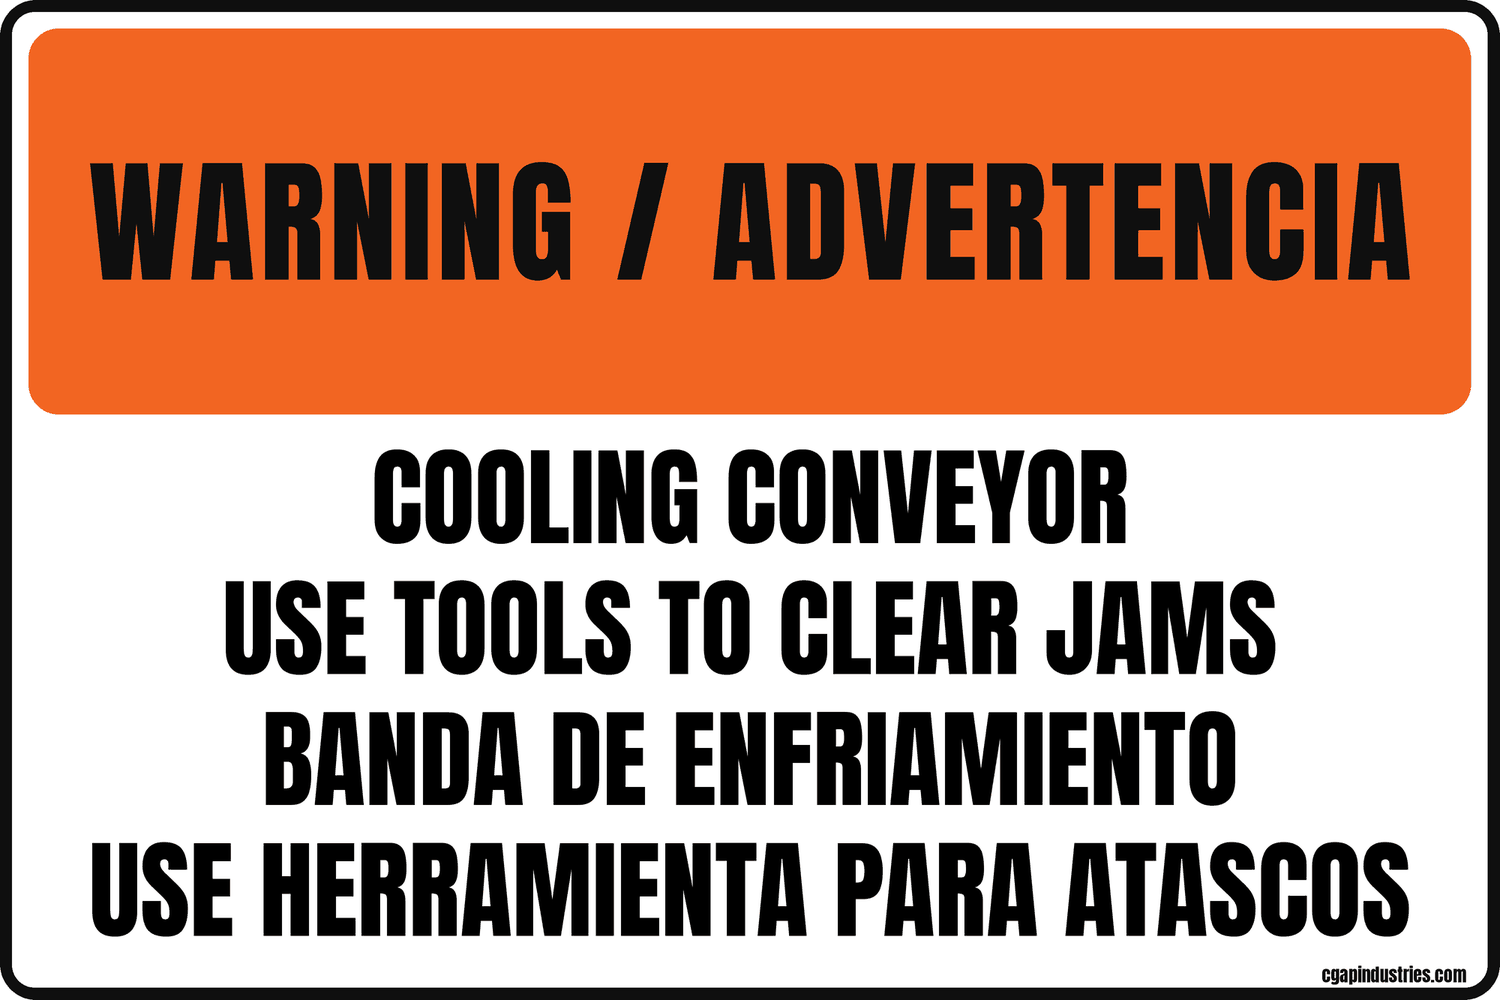 WARNING / ADVERTENCIA
COOLING CONVEYOR
USE TOOLS TO CLEAR JAMS
BANDA DE ENFRIAMIENTO
USE HERRAMIENTA PARA ATASCOS
cgapindustries.com